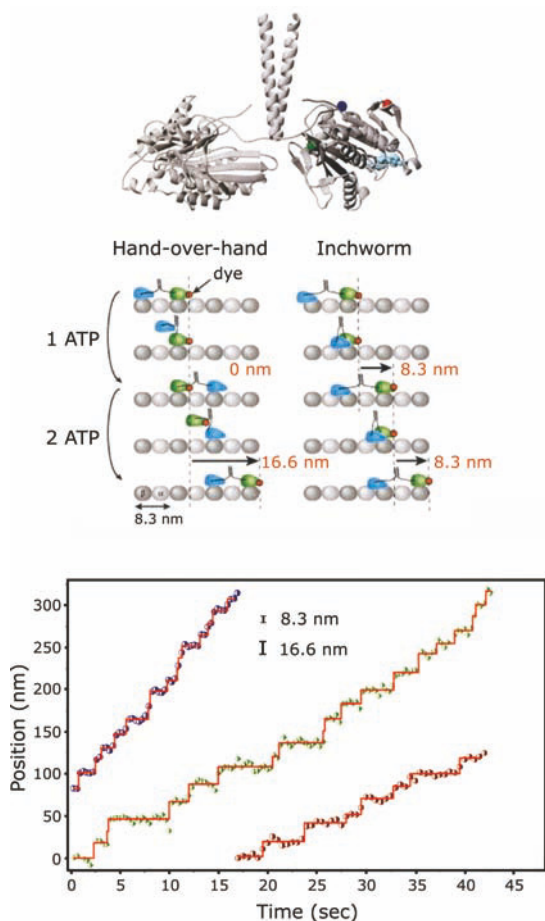 Hand-over-hand Inchworm
dye
1 ATP
0 nm
8.3 nm
2 ATP
16.6 nm
8.3 nm
β α
8.3 nm
300
250
200
150
100
50
0
Position (nm)
8.3 nm
16.6 nm
0 5 10 15 20 25 30 35 40 45
Time (sec)